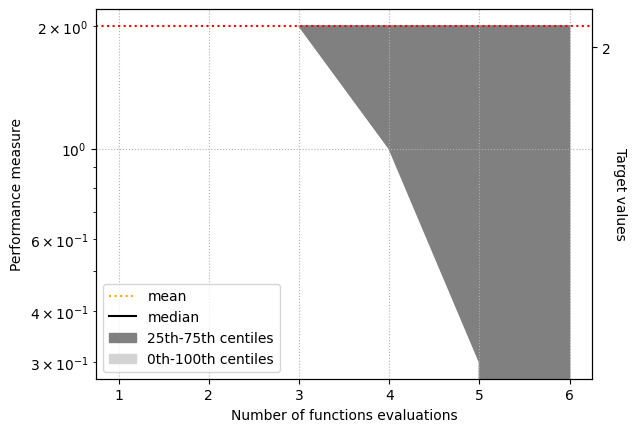 2 × 10⁰
10⁰
6 × 10⁻¹
4 × 10⁻¹
3 × 10⁻¹
Performance measure
2
Target values
mean
median
25th-75th centiles
0th-100th centiles
1 2 3 4 5 6
Number of functions evaluations